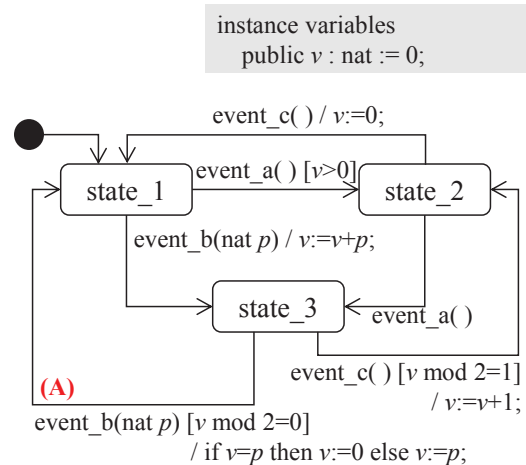 instance variables
public v : nat := 0;
event_c( ) / v:=0;
event_a( ) [v>0]
state_1
state_2
event_b(nat p) / v:=v+p;
state_3
event_a( )
(A)
event_c( ) [v mod 2=1]
/ v:=v+1;
event_b(nat p) [v mod 2=0]
/ if v=p then v:=0 else v:=p;